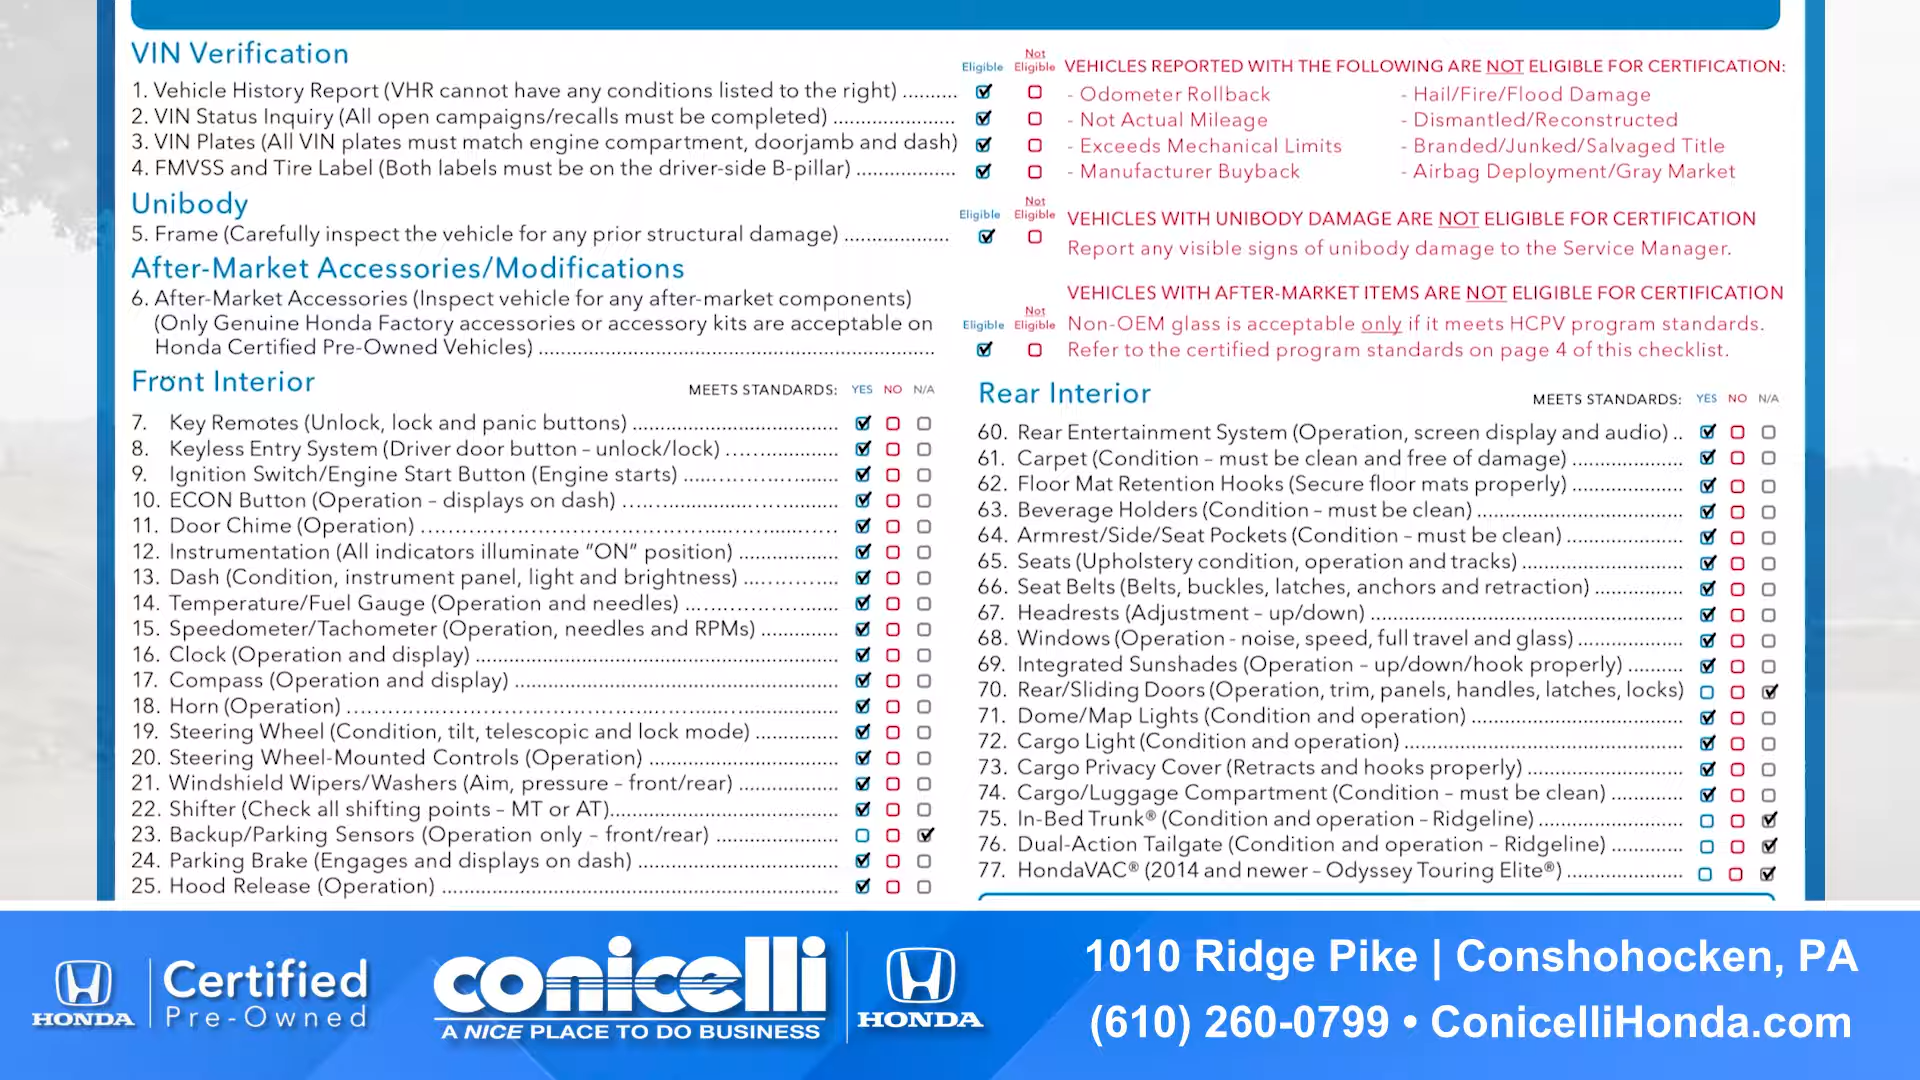 VIN Verification
Eligible Not Eligible VEHICLES REPORTED WITH THE FOLLOWING ARE NOT ELIGIBLE FOR CERTIFICATION:
1. Vehicle History Report (VHR cannot have any conditions listed to the right)
- Odometer Rollback - Hail/Fire/Flood Damage
2. VIN Status Inquiry (All open campaigns/recalls must be completed)
- Not Actual Mileage - Dismantled/Reconstructed
3. VIN Plates (All VIN plates must match engine compartment, doorjamb and dash)
- Exceeds Mechanical Limits - Branded/Junked/Salvaged Title
4. FMVSS and Tire Label (Both labels must be on the driver-side B-pillar)
- Manufacturer Buyback - Airbag Deployment/Gray Market
Unibody
Eligible Not Eligible VEHICLES WITH UNIBODY DAMAGE ARE NOT ELIGIBLE FOR CERTIFICATION
5. Frame (Carefully inspect the vehicle for any prior structural damage)
Report any visible signs of unibody damage to the Service Manager.
After-Market Accessories/Modifications
6. After-Market Accessories (Inspect vehicle for any after-market components)
(Only Genuine Honda Factory accessories or accessory kits are acceptable on
Honda Certified Pre-Owned Vehicles)
VEHICLES WITH AFTER-MARKET ITEMS ARE NOT ELIGIBLE FOR CERTIFICATION
Eligible Not Eligible Non-OEM glass is acceptable only if it meets HCPV program standards.
Refer to the certified program standards on page 4 of this checklist.
Front Interior MEETS STANDARDS: YES NO N/A
7. Key Remotes (Unlock, lock and panic buttons)
8. Keyless Entry System (Driver door button – unlock/lock)
9. Ignition Switch/Engine Start Button (Engine starts)
10. ECON Button (Operation – displays on dash)
11. Door Chime (Operation)
12. Instrumentation (All indicators illuminate "ON" position)
13. Dash (Condition, instrument panel, light and brightness)
14. Temperature/Fuel Gauge (Operation and needles)
15. Speedometer/Tachometer (Operation, needles and RPMs)
16. Clock (Operation and display)
17. Compass (Operation and display)
18. Horn (Operation)
19. Steering Wheel (Condition, tilt, telescopic and lock mode)
20. Steering Wheel-Mounted Controls (Operation)
21. Windshield Wipers/Washers (Aim, pressure – front/rear)
22. Shifter (Check all shifting points – MT or AT)
23. Backup/Parking Sensors (Operation only – front/rear)
24. Parking Brake (Engages and displays on dash)
25. Hood Release (Operation)
Rear Interior MEETS STANDARDS: YES NO N/A
60. Rear Entertainment System (Operation, screen display and audio)
61. Carpet (Condition – must be clean and free of damage)
62. Floor Mat Retention Hooks (Secure floor mats properly)
63. Beverage Holders (Condition – must be clean)
64. Armrest/Side/Seat Pockets (Condition – must be clean)
65. Seats (Upholstery condition, operation and tracks)
66. Seat Belts (Belts, buckles, latches, anchors and retraction)
67. Headrests (Adjustment – up/down)
68. Windows (Operation - noise, speed, full travel and glass)
69. Integrated Sunshades (Operation – up/down/hook properly)
70. Rear/Sliding Doors (Operation, trim, panels, handles, latches, locks)
71. Dome/Map Lights (Condition and operation)
72. Cargo Light (Condition and operation)
73. Cargo Privacy Cover (Retracts and hooks properly)
74. Cargo/Luggage Compartment (Condition – must be clean)
75. In-Bed Trunk® (Condition and operation – Ridgeline)
76. Dual-Action Tailgate (Condition and operation – Ridgeline)
77. HondaVAC® (2014 and newer – Odyssey Touring Elite®)
HONDA Certified Pre-Owned
conicelli
A NICE PLACE TO DO BUSINESS
HONDA
1010 Ridge Pike | Conshohocken, PA
(610) 260-0799 • ConicelliHonda.com